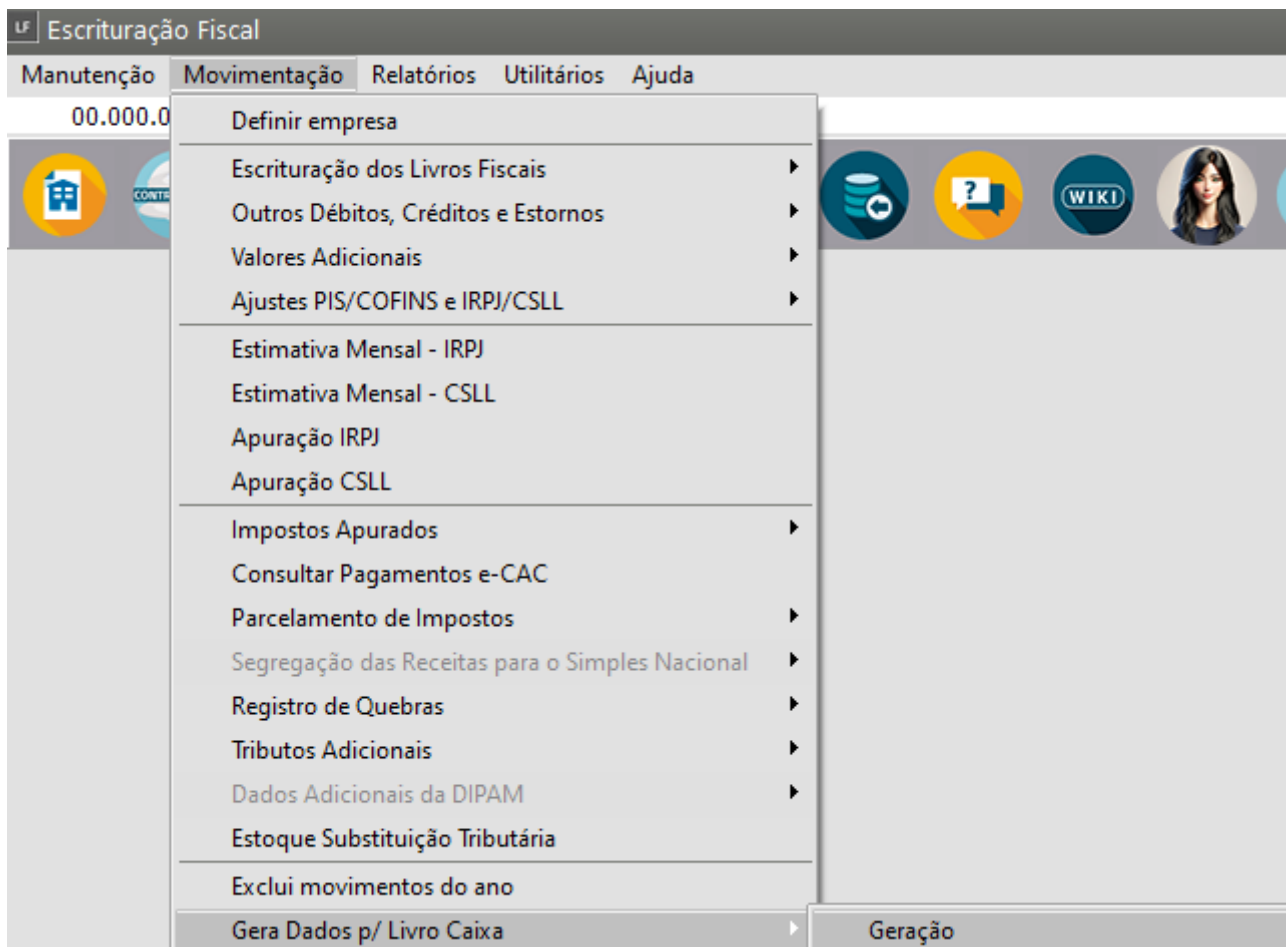 LF Escrituração Fiscal
Manutenção Movimentação Relatórios Utilitários Ajuda
00.000.0
Definir empresa
Escrituração dos Livros Fiscais
Outros Débitos, Créditos e Estornos
WIKI
Valores Adicionais
Ajustes PIS/COFINS e IRPJ/CSLL
Estimativa Mensal - IRPJ
Estimativa Mensal - CSLL
Apuração IRPJ
Apuração CSLL
Impostos Apurados
Consultar Pagamentos e-CAC
Parcelamento de Impostos
Segregação das Receitas para o Simples Nacional
Registro de Quebras
Tributos Adicionais
Dados Adicionais da DIPAM
Estoque Substituição Tributária
Exclui movimentos do ano
Gera Dados p/ Livro Caixa Geração